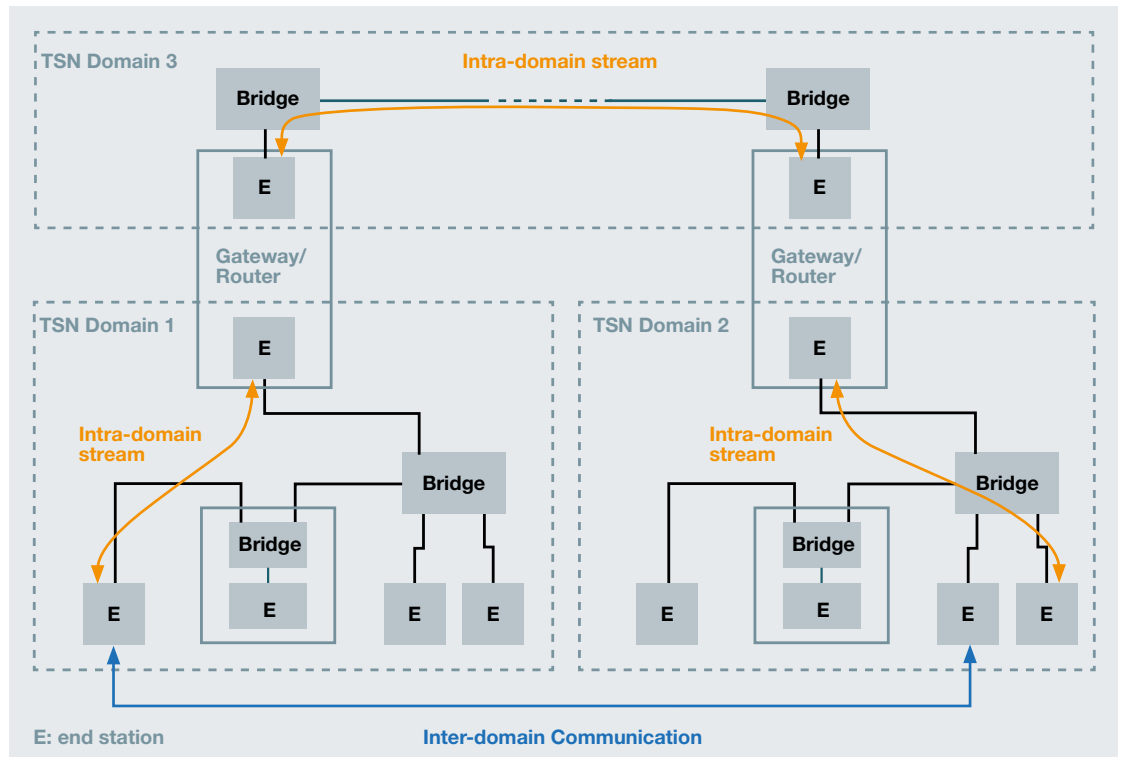 TSN Domain 3
Intra-domain stream
Bridge
Bridge
E
E
Gateway/
Router
Gateway/
Router
TSN Domain 1
E
Intra-domain
stream
Bridge
Bridge
E
E
E
E
TSN Domain 2
E
Intra-domain
stream
Bridge
Bridge
E
E
E
E
E: end station
Inter-domain Communication